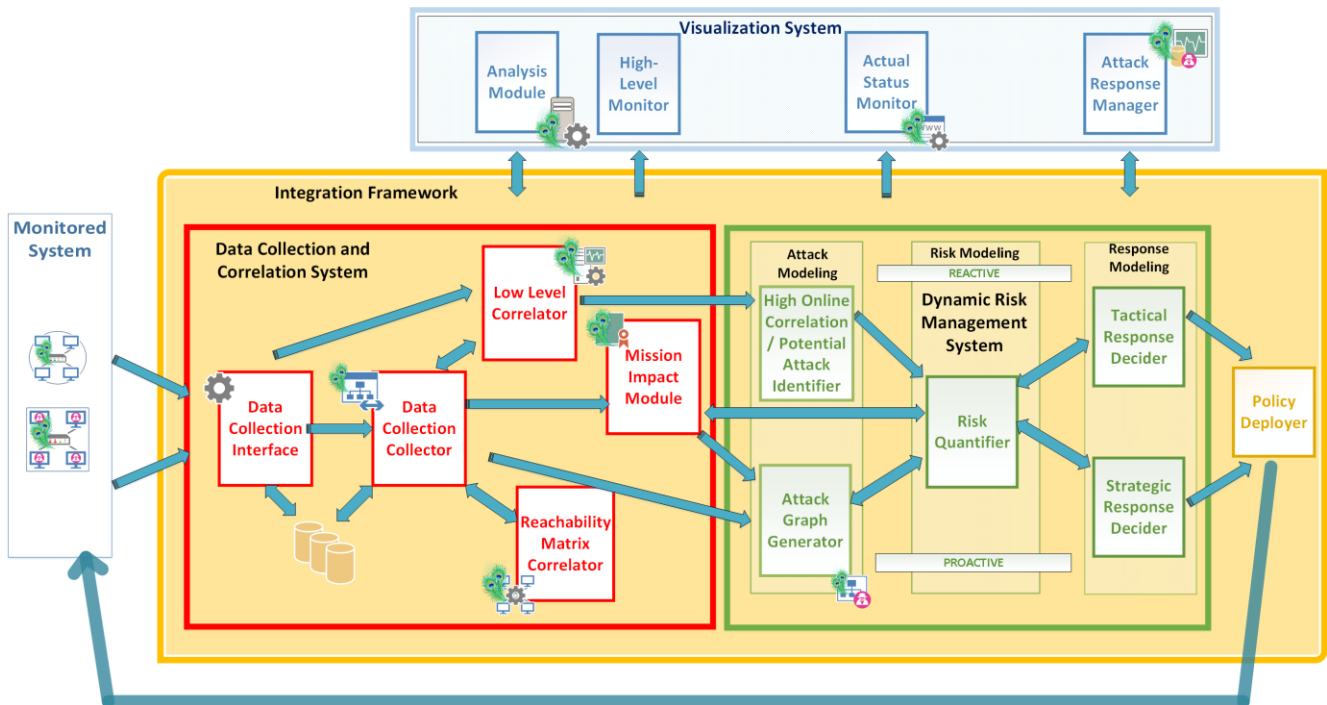 Visualization System
Analysis
Module
High-
Level
Monitor
Actual
Status
Monitor
WWW
Attack
Response
Manager
Integration Framework
Monitored
System
Data Collection and
Correlation System
Low Level
Correlator
Mission
Impact
Module
Data
Collection
Interface
Data
Collection
Collector
Reachability
Matrix
Correlator
Attack
Modeling
Risk Modeling
Response
Modeling
REACTIVE
High Online
Correlation
/ Potential
Attack
Identifier
Dynamic Risk
Management
System
Tactical
Response
Decider
Risk
Quantifier
Policy
Deployer
Attack
Graph
Generator
Strategic
Response
Decider
PROACTIVE